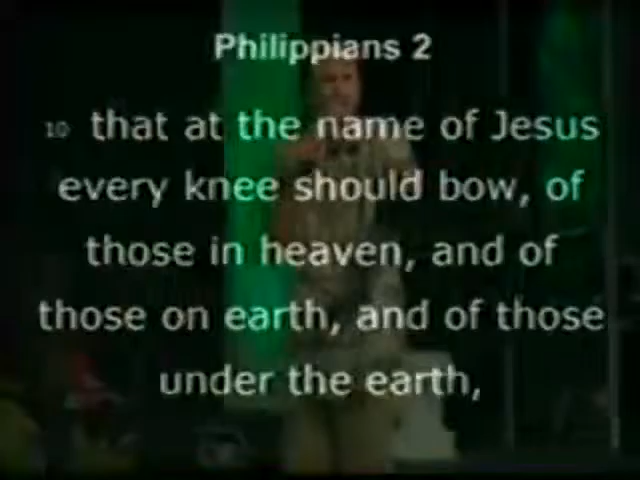 Philippians 2
10 that at the name of Jesus
every knee should bow, of
those in heaven, and of
those on earth, and of those
under the earth,